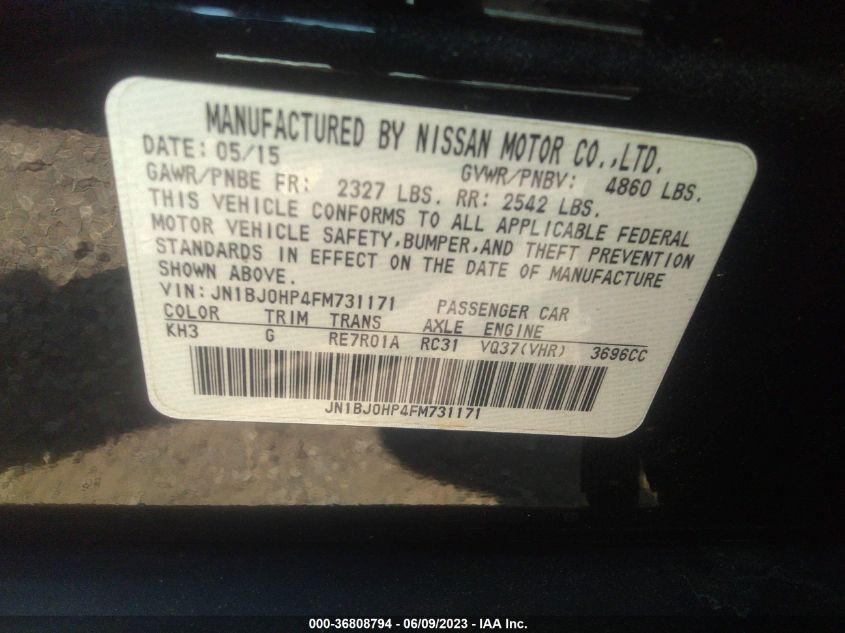 MANUFACTURED BY NISSAN MOTOR CO.,LTD.
DATE: 05/15 GVWR/PNBV: 4860 LBS.
GAWR/PNBE FR: 2327 LBS. RR: 2542 LBS.
THIS VEHICLE CONFORMS TO ALL APPLICABLE FEDERAL
MOTOR VEHICLE SAFETY,BUMPER,AND THEFT PREVENTION
STANDARDS IN EFFECT ON THE DATE OF MANUFACTURE
SHOWN ABOVE.
VIN: JN1BJ0HP4FM731171 PASSENGER CAR
COLOR TRIM TRANS AXLE ENGINE
KH3 G RE7R01A RC31 VQ37(VHR) 3696CC
JN1BJ0HP4FM731171
000-36808794 - 06/09/2023 - IAA Inc.